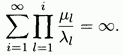 ∑_{i=1}^{∞} ∏_{l=1}^{i} μ_l/λ_l = ∞.